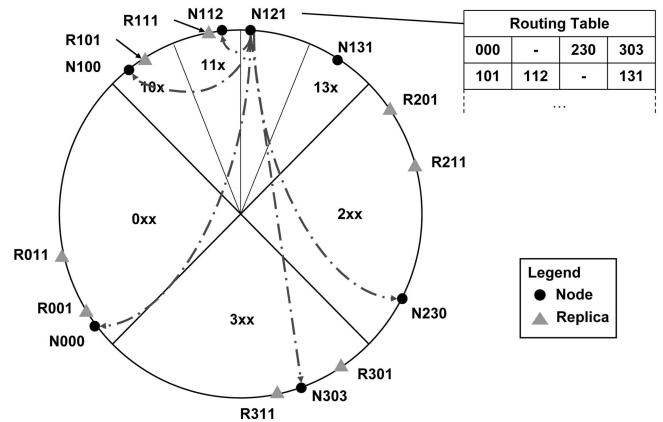 R111
N112
N121
R101
N100
10x
11x
13x
N131
Routing Table
000 - 230 303
101 112 - 131
...
R201
R211
0xx
2xx
3xx
R011
R001
N000
N230
R301
N303
R311
Legend
Node
Replica